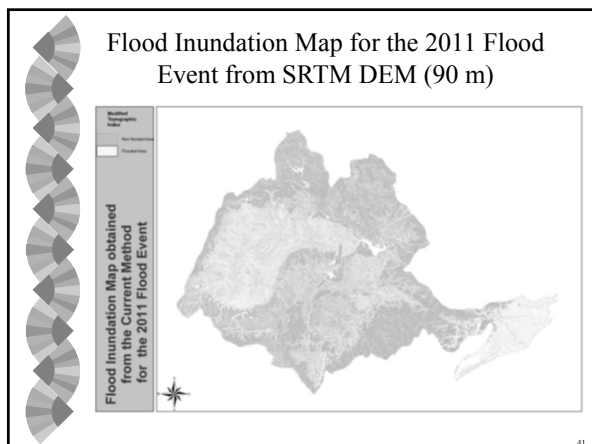 Flood Inundation Map for the 2011 Flood
Event from SRTM DEM (90 m)
Modified
Topographic
Index
Non-flooded Area
Flooded Area
Flood Inundation Map obtained
from the Current Method
for the 2011 Flood Event
41